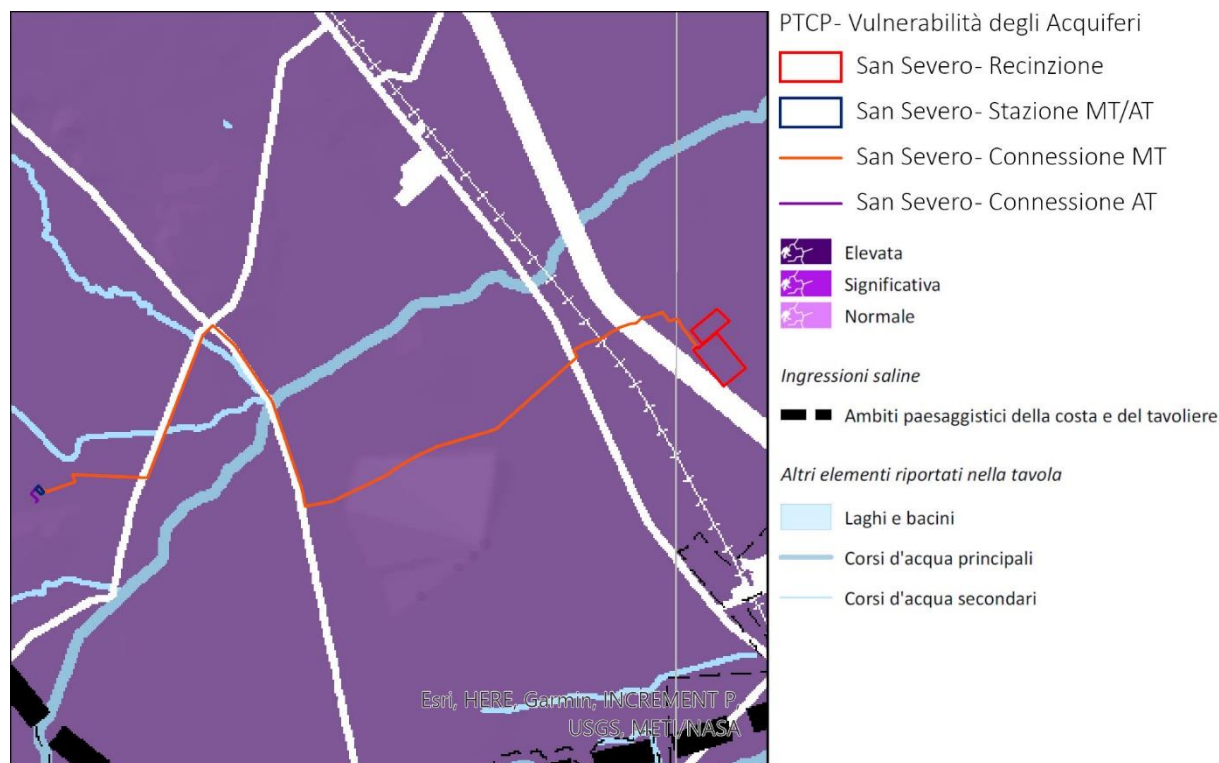 PTCP- Vulnerabilità degli Acquiferi
San Severo- Recinzione
San Severo- Stazione MT/AT
San Severo- Connessione MT
San Severo- Connessione AT
Elevata
Significativa
Normale
Ingressioni saline
Ambiti paesaggistici della costa e del tavoliere
Altri elementi riportati nella tavola
Laghi e bacini
Corsi d'acqua principali
Corsi d'acqua secondari
Esri, HERE, Garmin, INCREMENT P,
USGS, METI/NASA